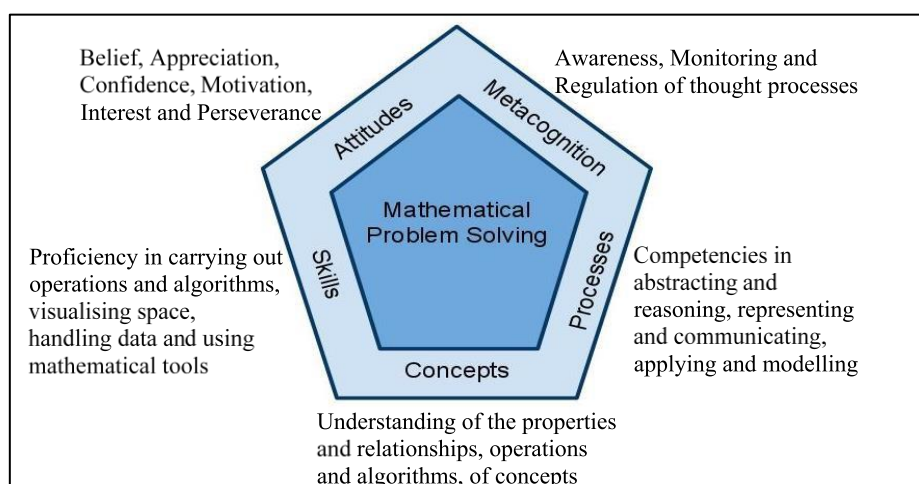 Belief, Appreciation,
Confidence, Motivation,
Interest and Perseverance
Awareness, Monitoring and
Regulation of thought processes
Attitudes
Metacognition
Mathematical
Problem Solving
Skills
Processes
Concepts
Proficiency in carrying out
operations and algorithms,
visualising space,
handling data and using
mathematical tools
Competencies in
abstracting and
reasoning, representing
and communicating,
applying and modelling
Understanding of the properties
and relationships, operations
and algorithms, of concepts